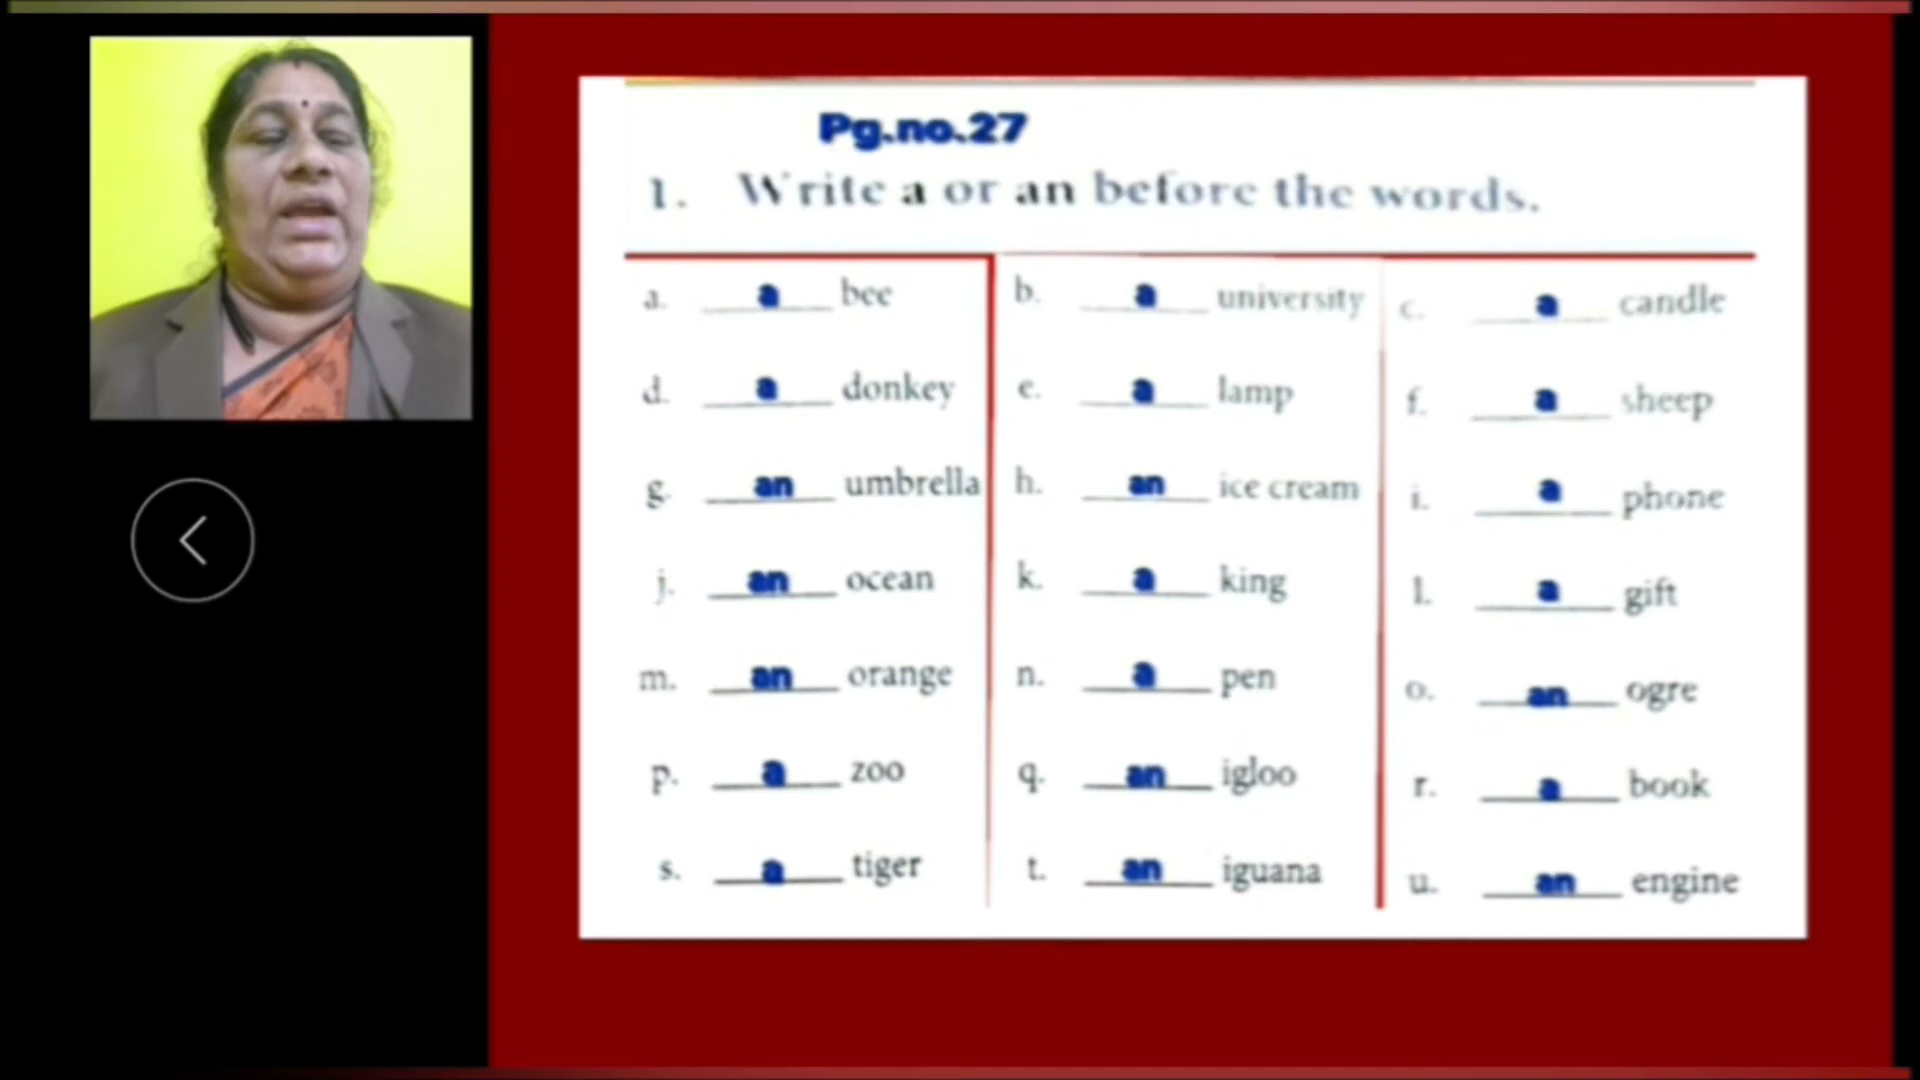 Pg.no.27
1. Write a or an before the words.
a. a bee b. a university c. a candle
d. a donkey e. a lamp f. a sheep
g. an umbrella h. an ice cream i. a phone
j. an ocean k. a king l. a gift
m. an orange n. a pen o. an ogre
p. a zoo q. an igloo r. a book
s. a tiger t. an iguana u. an engine